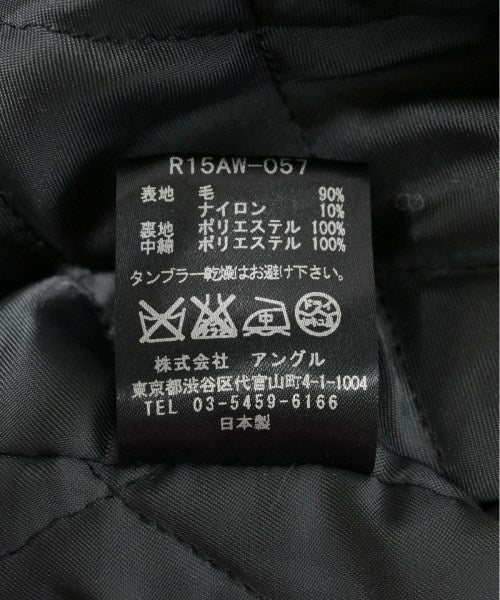 R15AW-057
表地 毛 90%
ナイロン 10%
裏地 ポリエステル 100%
中綿 ポリエステル 100%
タンブラー乾燥はお避け下さい。
ドライ
株式会社 アングル
東京都渋谷区代官山町4-1-1004
TEL 03-5459-6166
日本製